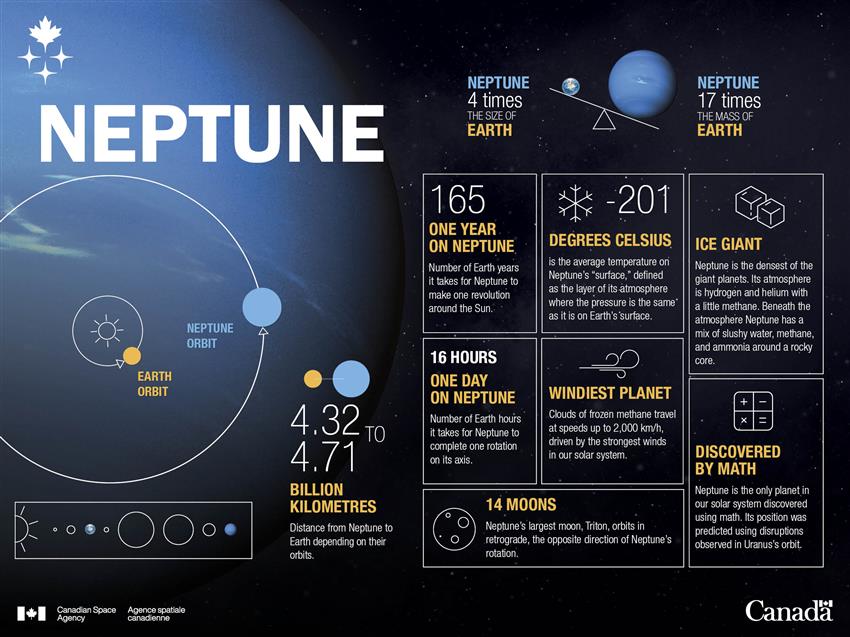 NEPTUNE
NEPTUNE
4 times
THE SIZE OF
EARTH
NEPTUNE
17 times
THE MASS OF
EARTH
NEPTUNE
ORBIT
EARTH
ORBIT
4.32 TO
4.71
BILLION
KILOMETRES
Distance from Neptune to
Earth depending on their
orbits.
165
ONE YEAR
ON NEPTUNE
Number of Earth years
it takes for Neptune to
make one revolution
around the Sun.
-201
DEGREES CELSIUS
is the average temperature on
Neptune's “surface,” defined
as the layer of its atmosphere
where the pressure is the same
as it is on Earth's surface.
ICE GIANT
Neptune is the densest of the
giant planets. Its atmosphere
is hydrogen and helium with
a little methane. Beneath the
atmosphere Neptune has a
mix of slushy water, methane,
and ammonia around a rocky
core.
16 HOURS
ONE DAY
ON NEPTUNE
Number of Earth hours
it takes for Neptune to
complete one rotation
on its axis.
WINDIEST PLANET
Clouds of frozen methane travel
at speeds up to 2,000 km/h,
driven by the strongest winds
in our solar system.
+ −
× =
DISCOVERED
BY MATH
Neptune is the only planet in
our solar system discovered
using math. Its position was
predicted using disruptions
observed in Uranus's orbit.
14 MOONS
Neptune's largest moon, Triton, orbits in
retrograde, the opposite direction of Neptune's
rotation.
Canadian Space
Agency
Agence spatiale
canadienne
Canada